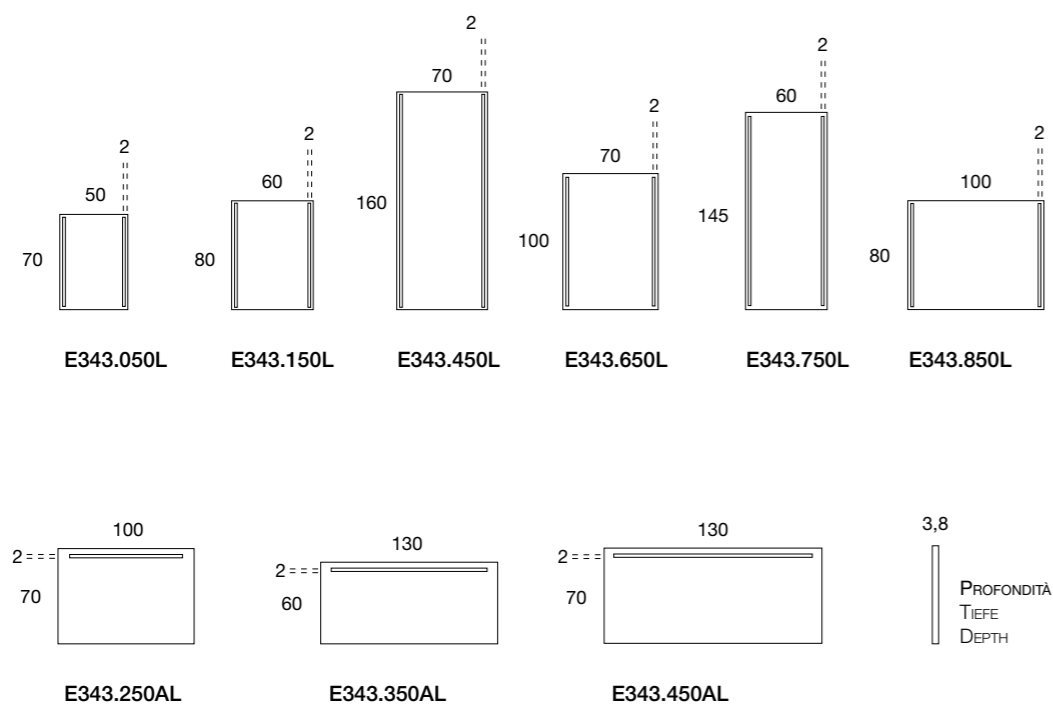 2
70
2
60
2
70
2
100
2
60
2
50
160
100
145
70
80
80
E343.050L
E343.150L
E343.450L
E343.650L
E343.750L
E343.850L
100
130
130
3,8
2
2
2
70
60
70
PROFONDITÀ
TIEFE
DEPTH
E343.250AL
E343.350AL
E343.450AL